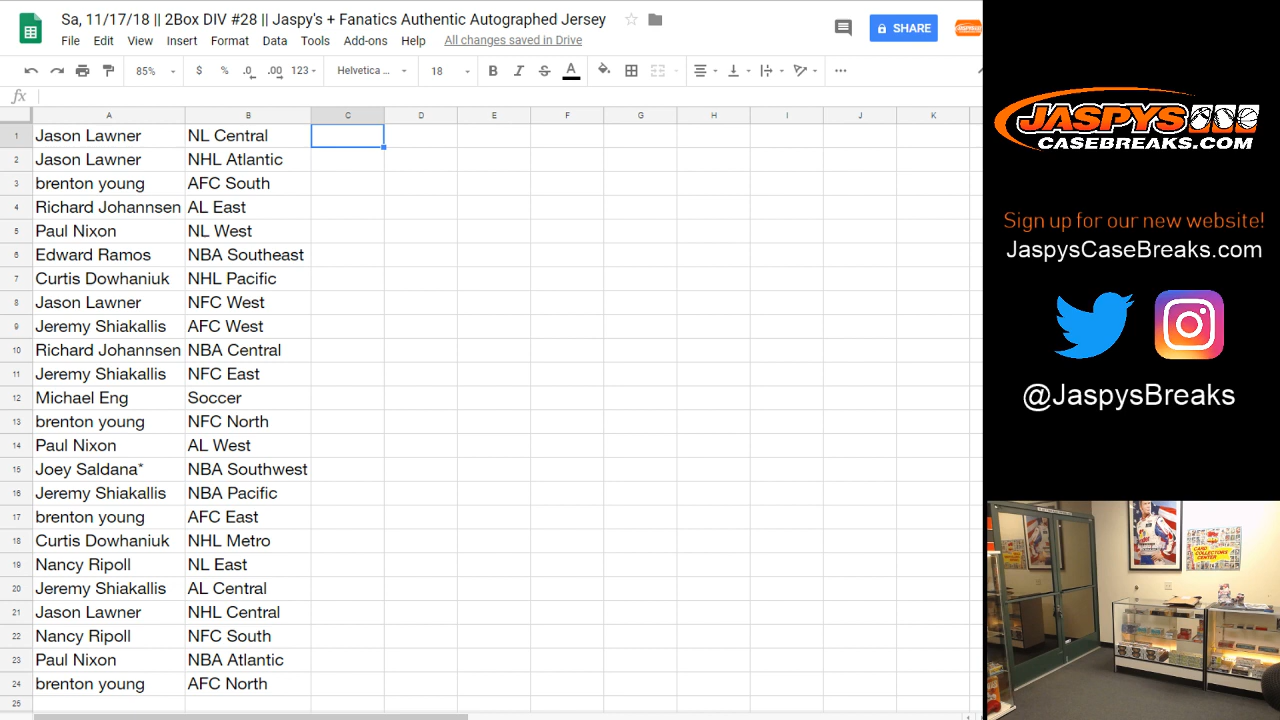 Sa, 11/17/18 || 2Box DIV #28 || Jaspy's + Fanatics Authentic Autographed Jersey
File Edit View Insert Format Data Tools Add-ons Help All changes saved in Drive
SHARE
85% $ % .0 .00 123 Helvetica ... 18 B I S A
fx
A B C D E F G H I J K
1 Jason Lawner NL Central
2 Jason Lawner NHL Atlantic
3 brenton young AFC South
4 Richard Johannsen AL East
5 Paul Nixon NL West
6 Edward Ramos NBA Southeast
7 Curtis Dowhaniuk NHL Pacific
8 Jason Lawner NFC West
9 Jeremy Shiakallis AFC West
10 Richard Johannsen NBA Central
11 Jeremy Shiakallis NFC East
12 Michael Eng Soccer
13 brenton young NFC North
14 Paul Nixon AL West
15 Joey Saldana* NBA Southwest
16 Jeremy Shiakallis NBA Pacific
17 brenton young AFC East
18 Curtis Dowhaniuk NHL Metro
19 Nancy Ripoll NL East
20 Jeremy Shiakallis AL Central
21 Jason Lawner NHL Central
22 Nancy Ripoll NFC South
23 Paul Nixon NBA Atlantic
24 brenton young AFC North
25
JASPYS
CASEBREAKS.COM
Sign up for our new website!
JaspysCaseBreaks.com
@JaspysBreaks
CARD
COLLECTORS
CENTER